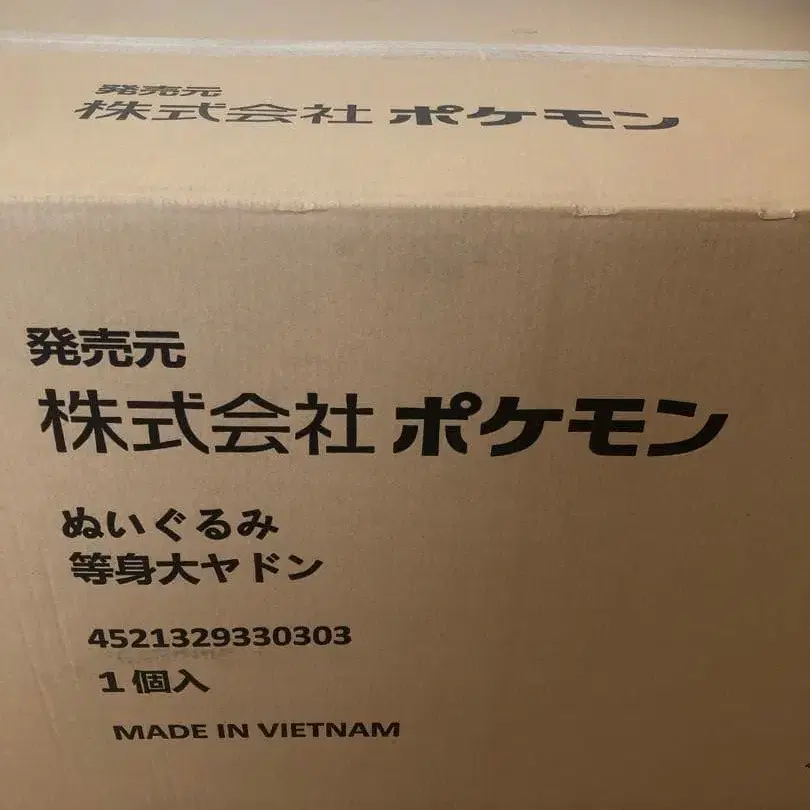 発売元
株式会社 ポケモン
発売元
株式会社 ポケモン
ぬいぐるみ
等身大ヤドン
4521329330303
1個入
MADE IN VIETNAM